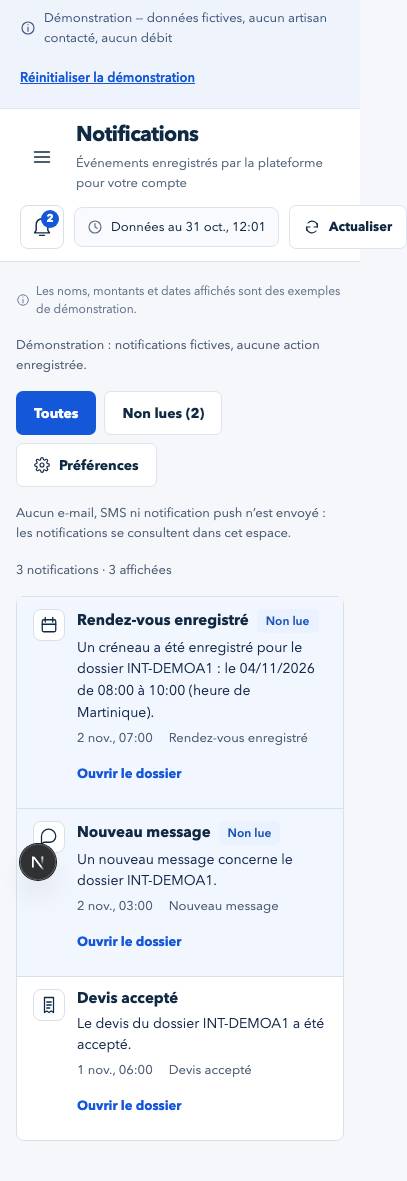 Démonstration — données fictives, aucun artisan
contacté, aucun débit
Réinitialiser la démonstration
Notifications
Événements enregistrés par la plateforme
pour votre compte
2
Données au 31 oct., 12:01
Actualiser
Les noms, montants et dates affichés sont des exemples
de démonstration.
Démonstration : notifications fictives, aucune action
enregistrée.
Toutes
Non lues (2)
Préférences
Aucun e-mail, SMS ni notification push n’est envoyé :
les notifications se consultent dans cet espace.
3 notifications · 3 affichées
Rendez-vous enregistré Non lue
Un créneau a été enregistré pour le
dossier INT-DEMOA1 : le 04/11/2026
de 08:00 à 10:00 (heure de
Martinique).
2 nov., 07:00 Rendez-vous enregistré
Ouvrir le dossier
Nouveau message Non lue
N
Un nouveau message concerne le
dossier INT-DEMOA1.
2 nov., 03:00 Nouveau message
Ouvrir le dossier
Devis accepté
Le devis du dossier INT-DEMOA1 a été
accepté.
1 nov., 06:00 Devis accepté
Ouvrir le dossier